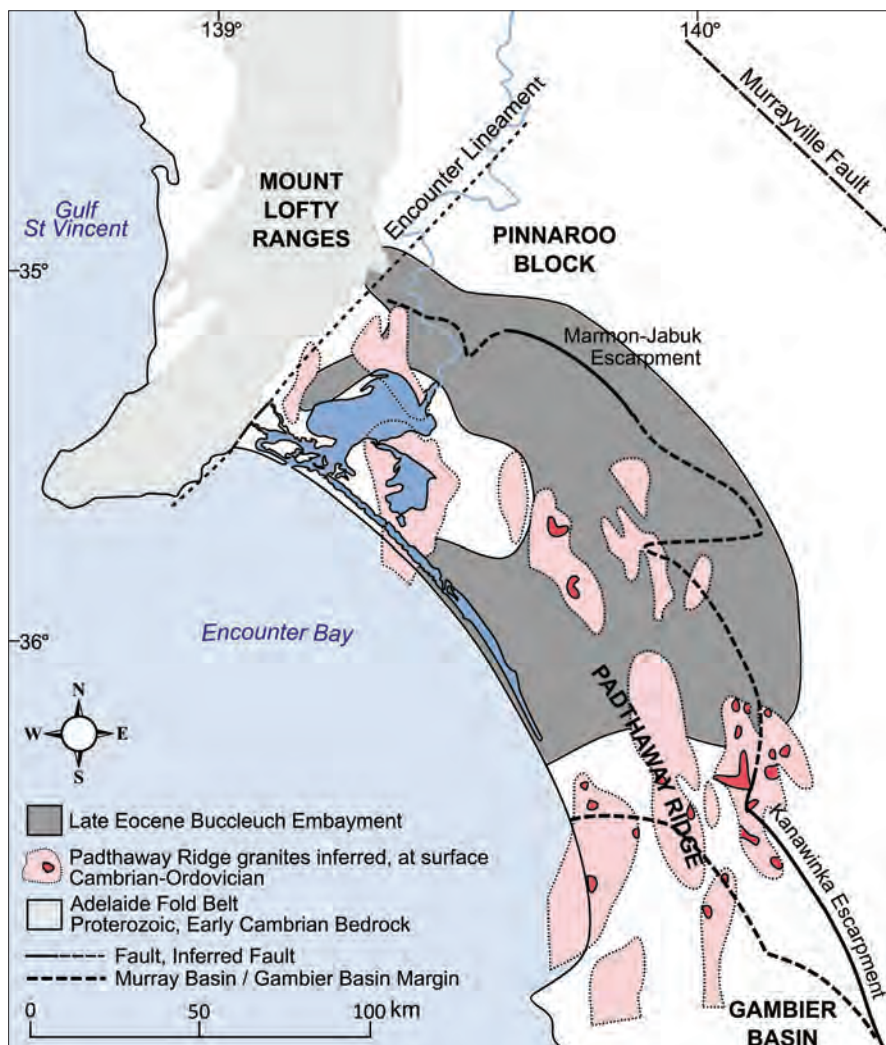 139°
140°
Murrayville Fault
Encounter Lineament
MOUNT
LOFTY
RANGES
Gulf
St Vincent
PINNAROO
BLOCK
35°
Marmon-Jabuk
Escarpment
36°
Encounter Bay
PADTHAWAY RIDGE
N
W
E
S
Kanawinka Escarpment
Late Eocene Buccleuch Embayment
Padthaway Ridge granites inferred, at surface
Cambrian-Ordovician
Adelaide Fold Belt
Proterozoic, Early Cambrian Bedrock
Fault, Inferred Fault
Murray Basin / Gambier Basin Margin
0 50 100 km
GAMBIER
BASIN